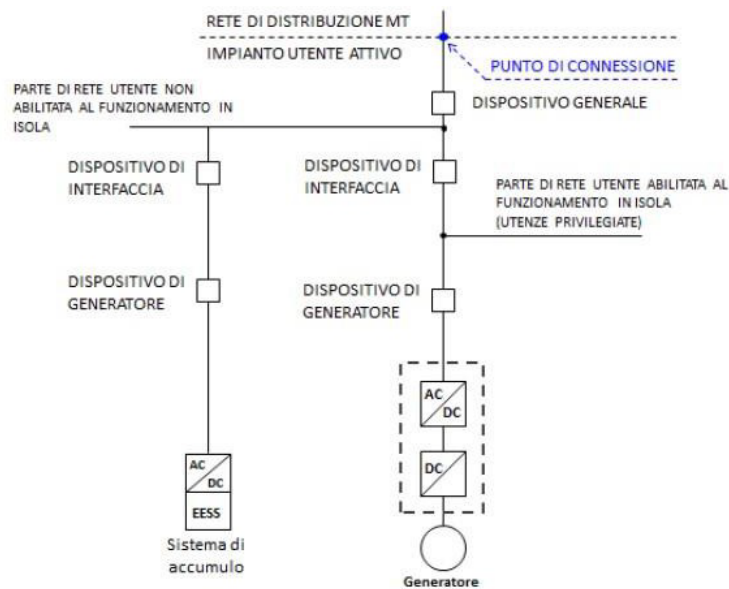 RETE DI DISTRIBUZIONE MT
IMPIANTO UTENTE ATTIVO
PUNTO DI CONNESSIONE
PARTE DI RETE UTENTE NON
ABILITATA AL FUNZIONAMENTO IN
ISOLA
DISPOSITIVO GENERALE
DISPOSITIVO DI
INTERFACCIA
DISPOSITIVO DI
INTERFACCIA
PARTE DI RETE UTENTE ABILITATA AL
FUNZIONAMENTO IN ISOLA
(UTENZE PRIVILEGIATE)
DISPOSITIVO DI
GENERATORE
DISPOSITIVO DI
GENERATORE
AC
DC
DC
AC
DC
EESS
Sistema di
accumulo
Generatore